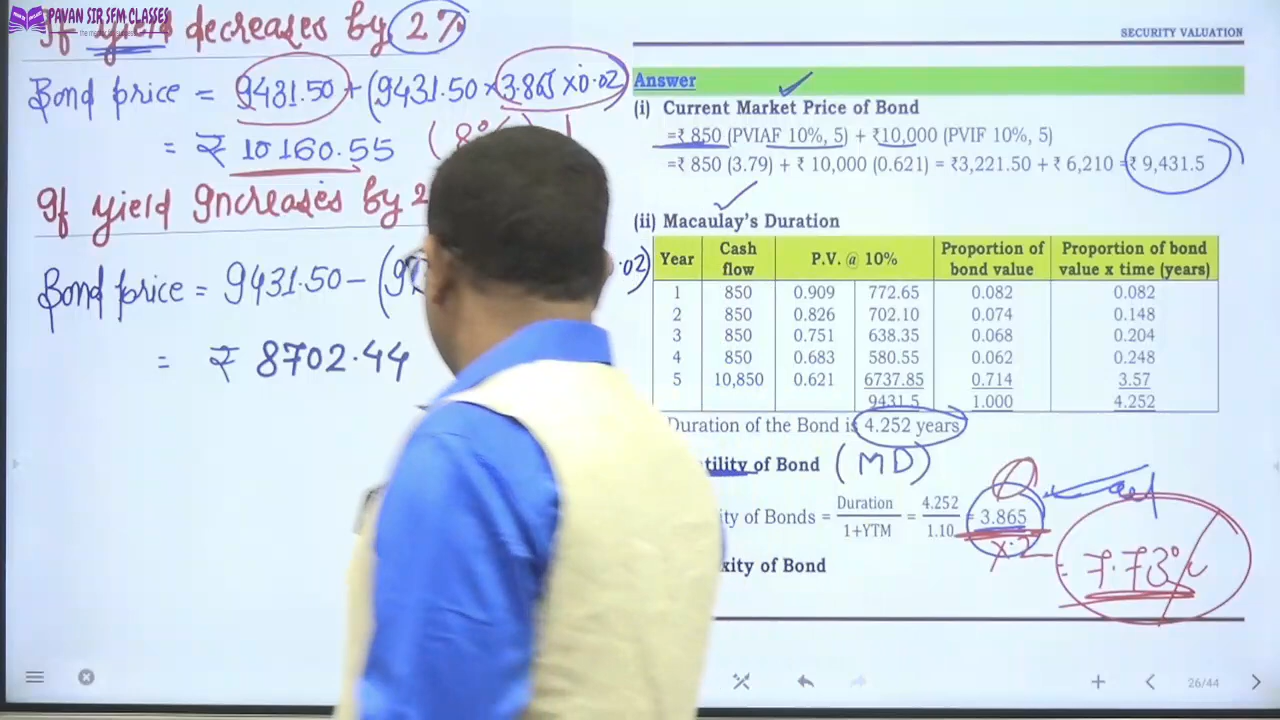 PAVAN SIR SFM CLASSES
If yield decreases by 2%
Bond price = 9431.50 + (9431.50 × 3.865 × 0.02)
= ₹ 10160.55 (8%
If yield Increases by 2
Bond price = 9431.50 - (9 .02)
= ₹ 8702.44
SECURITY VALUATION
Answer
(i) Current Market Price of Bond
=₹ 850 (PVIAF 10%, 5) + ₹10,000 (PVIF 10%, 5)
=₹ 850 (3.79) + ₹ 10,000 (0.621) = ₹3,221.50 + ₹ 6,210 = ₹ 9,431.5
(ii) Macaulay's Duration
Year Cash flow P.V. @ 10% Proportion of bond value Proportion of bond value x time (years)
1 850 0.909 772.65 0.082 0.082
2 850 0.826 702.10 0.074 0.148
3 850 0.751 638.35 0.068 0.204
4 850 0.683 580.55 0.062 0.248
5 10,850 0.621 6737.85 0.714 3.57
9431.5 1.000 4.252
Duration of the Bond is 4.252 years
tility of Bond (MD)
ity of Bonds = Duration/1+YTM = 4.252/1.10 = 3.865
x.2
= 7.73%
xity of Bond
26/44